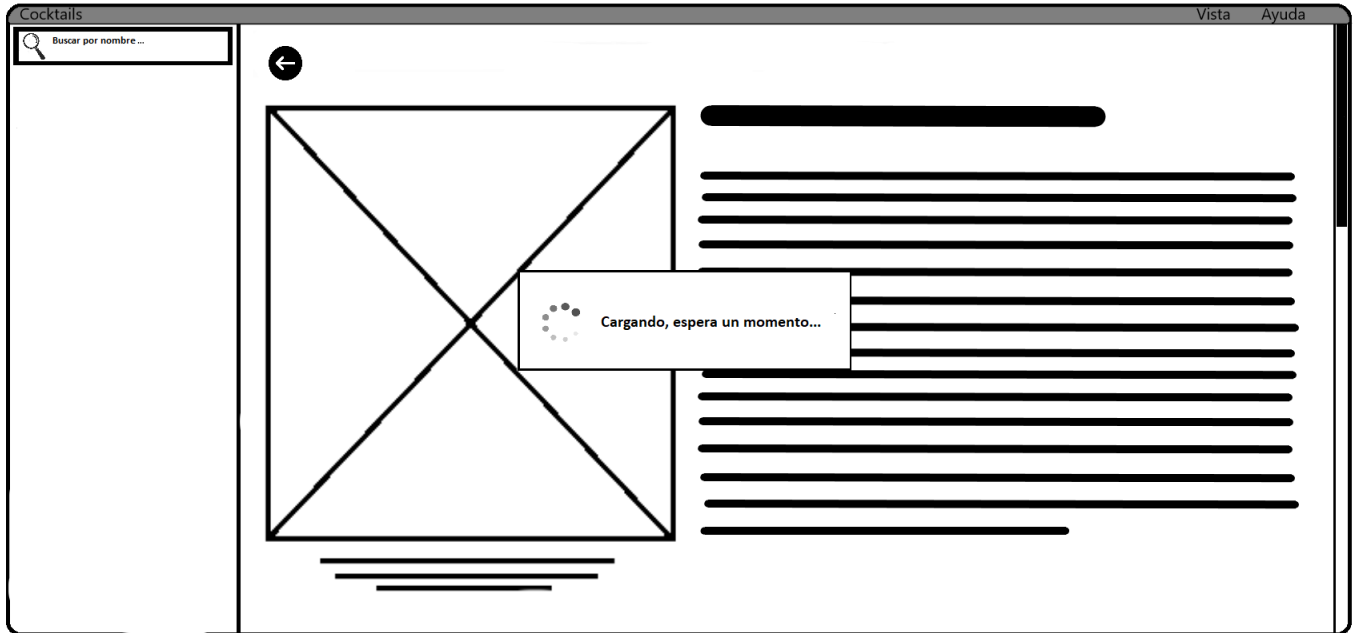 Cocktails
Vista
Ayuda
Buscar por nombre ...
Cargando, espera un momento...